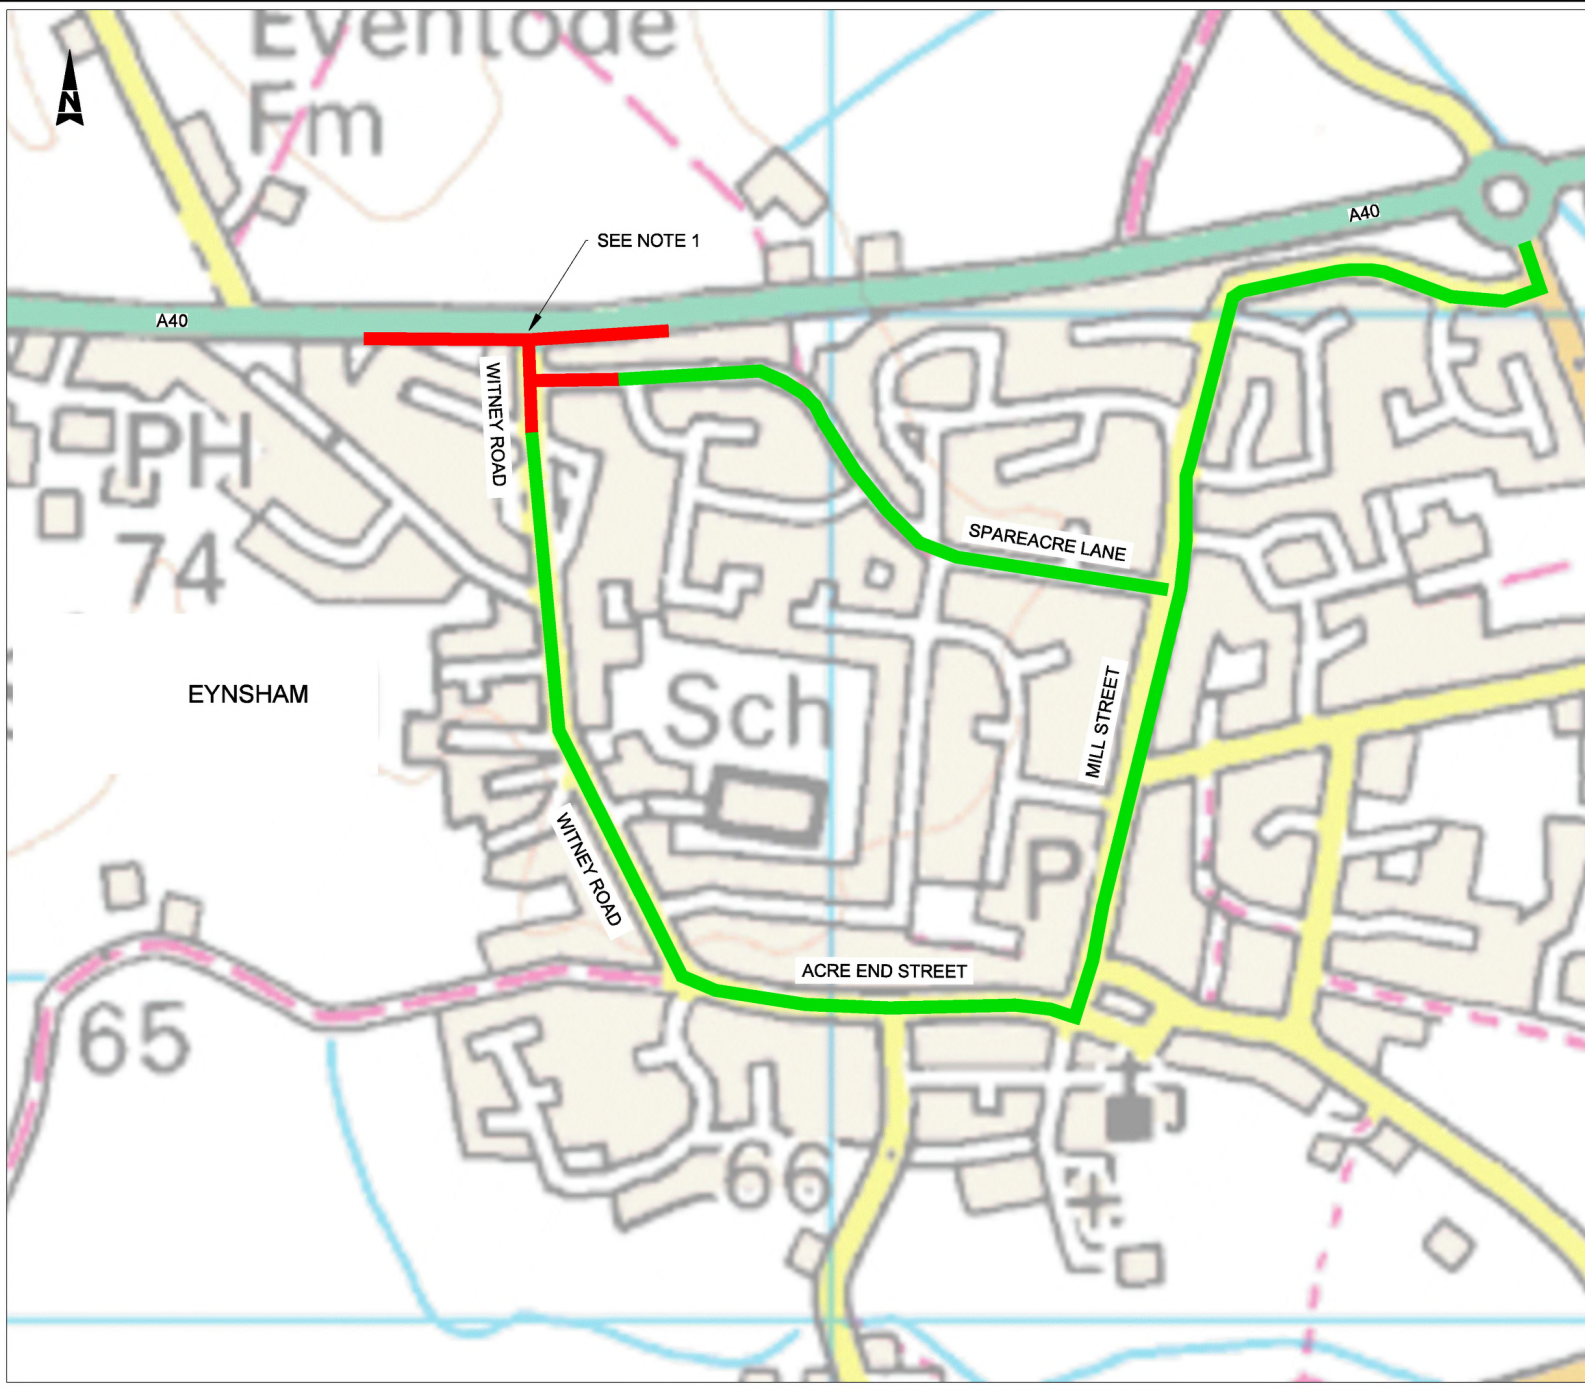 Evenlode
Fm
N
SEE NOTE 1
A40
A40
WITNEY ROAD
PH
74
SPAREACRE LANE
EYNSHAM
Sch
MILL STREET
WITNEY ROAD
P
ACRE END STREET
65
66